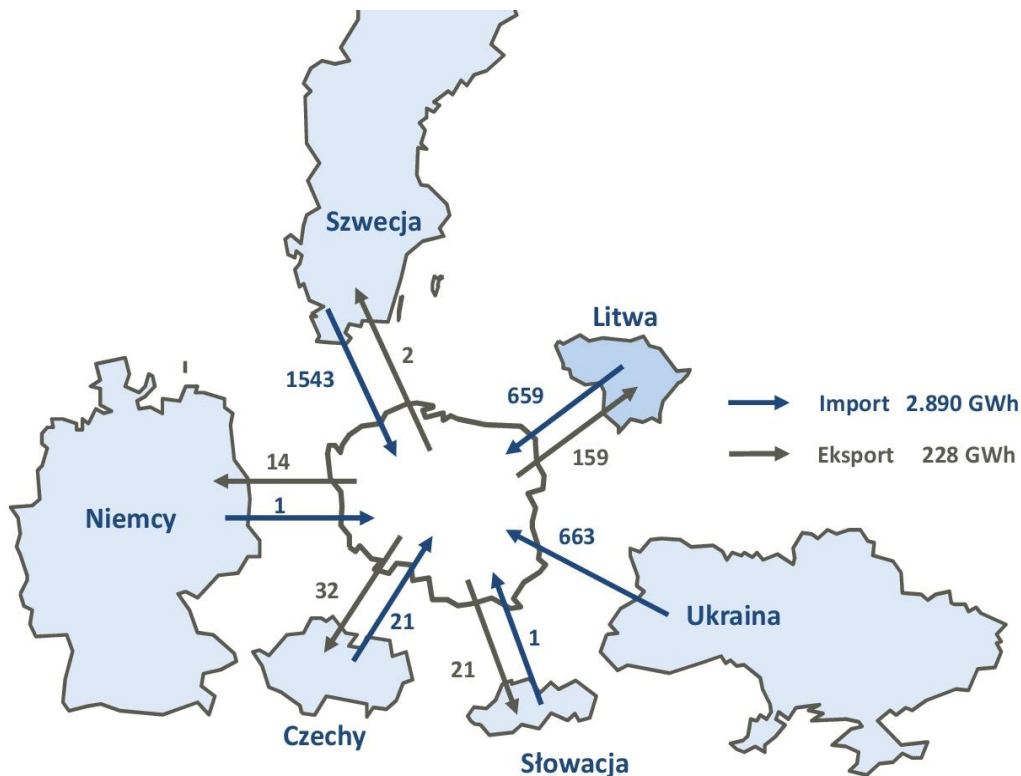 Szwecja
Litwa
1543
2
659
159
Import 2.890 GWh
Eksport 228 GWh
14
1
Niemcy
663
32
21
Ukraina
1
21
Czechy
Słowacja